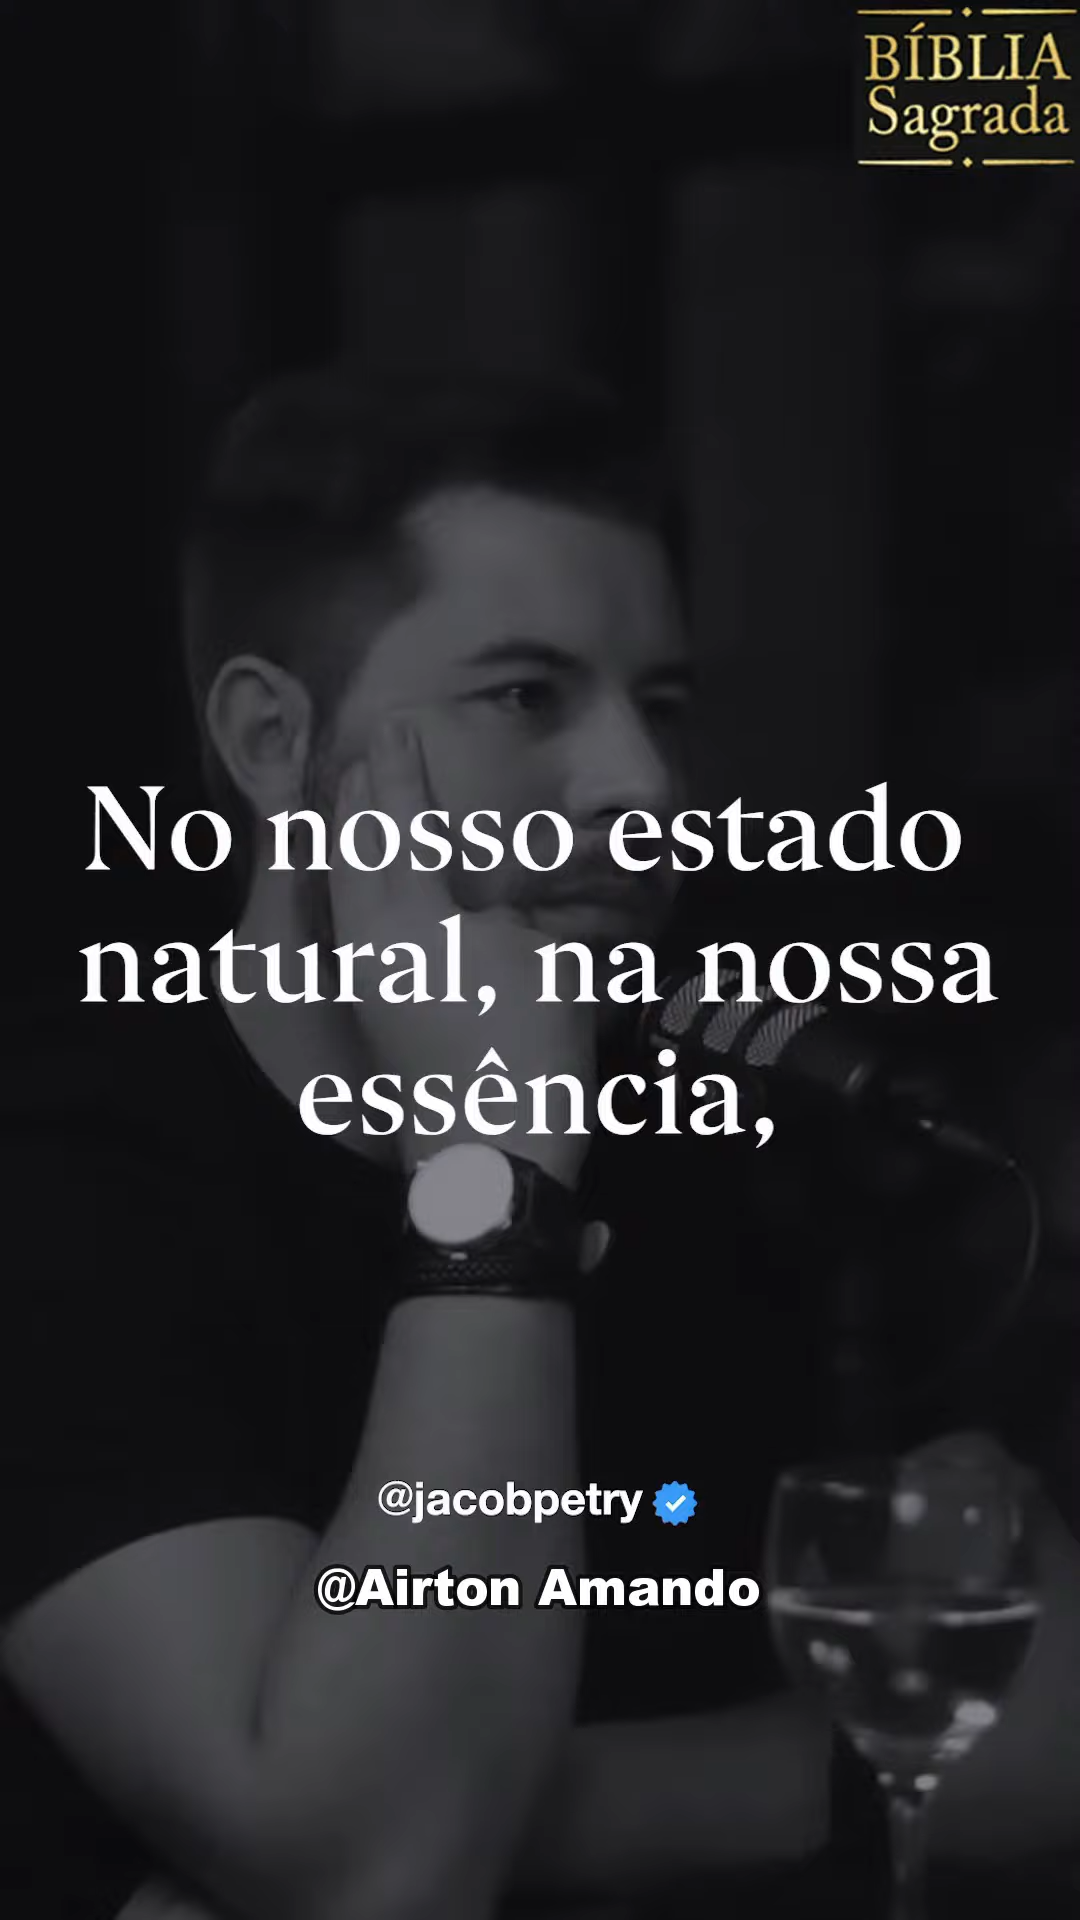 BÍBLIA
Sagrada
No nosso estado
natural, na nossa
essência,
@jacobpetry
@Airton Amando